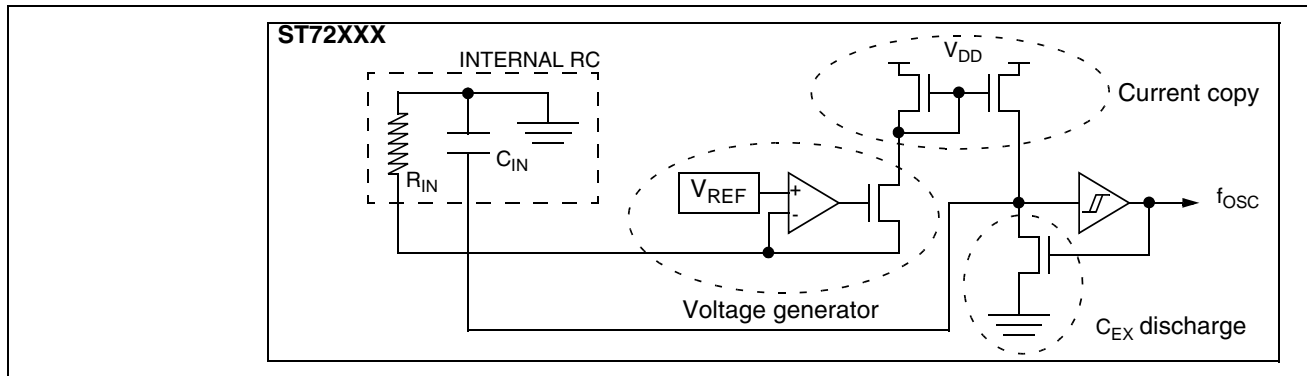 ST72XXX
INTERNAL RC
VDD
Current copy
CIN
RIN
VREF
+
-
fOSC
Voltage generator
CEX discharge